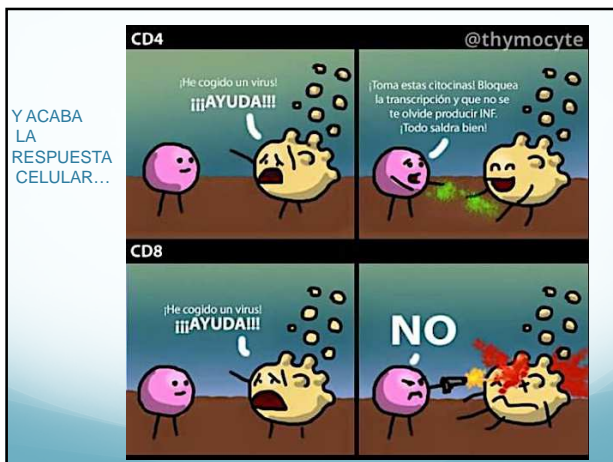 Y ACABA
LA
RESPUESTA
CELULAR…
CD4
@thymocyte
¡He cogido un virus!
¡¡¡AYUDA!!!
¡Toma estas citocinas! Bloquea
la transcripción y que no se
te olvide producir INF.
¡Todo saldra bien!
CD8
¡He cogido un virus!
¡¡¡AYUDA!!!
NO